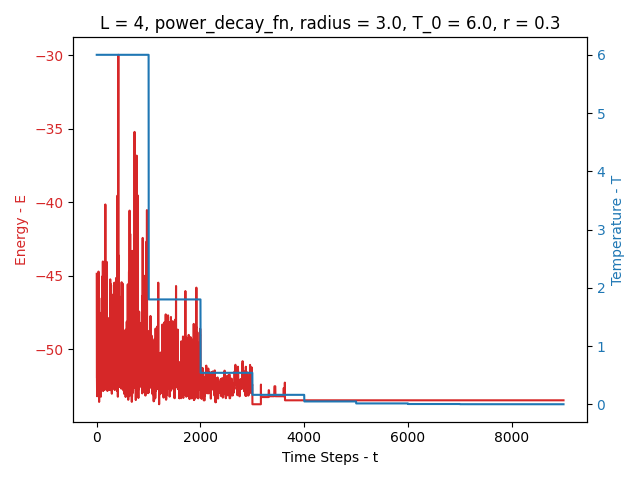 L = 4, power_decay_fn, radius = 3.0, T_0 = 6.0, r = 0.3
Energy - E
−30
−35
−40
−45
−50
6
5
4
3
2
1
0
Temperature - T
0 2000 4000 6000 8000
Time Steps - t